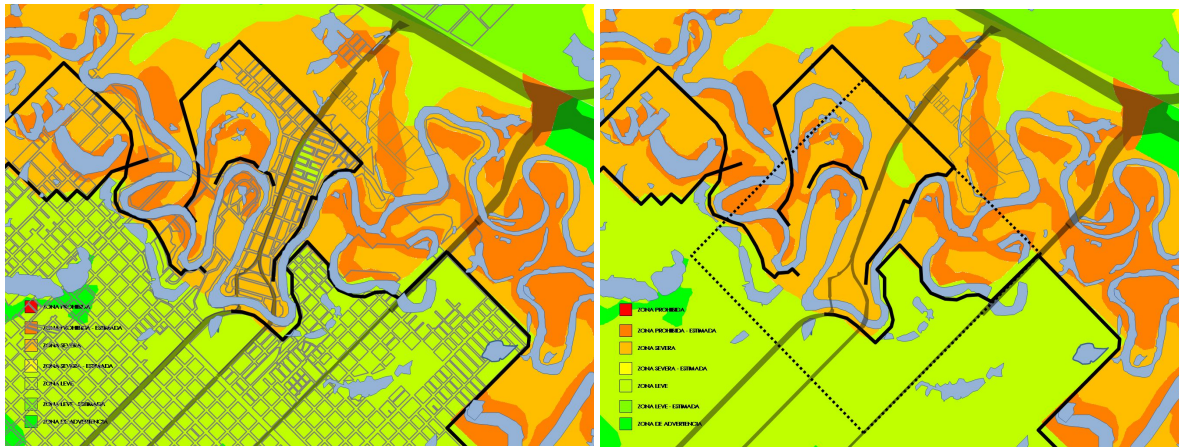 ZONA PROHIBIDA
ZONA PROHIBIDA - ESTIMADA
ZONA SEVERA
ZONA SEVERA - ESTIMADA
ZONA LEVE
ZONA LEVE - ESTIMADA
ZONA DE ADVERTENCIA
ZONA PROHIBIDA
ZONA PROHIBIDA - ESTIMADA
ZONA SEVERA
ZONA SEVERA - ESTIMADA
ZONA LEVE
ZONA LEVE - ESTIMADA
ZONA DE ADVERTENCIA